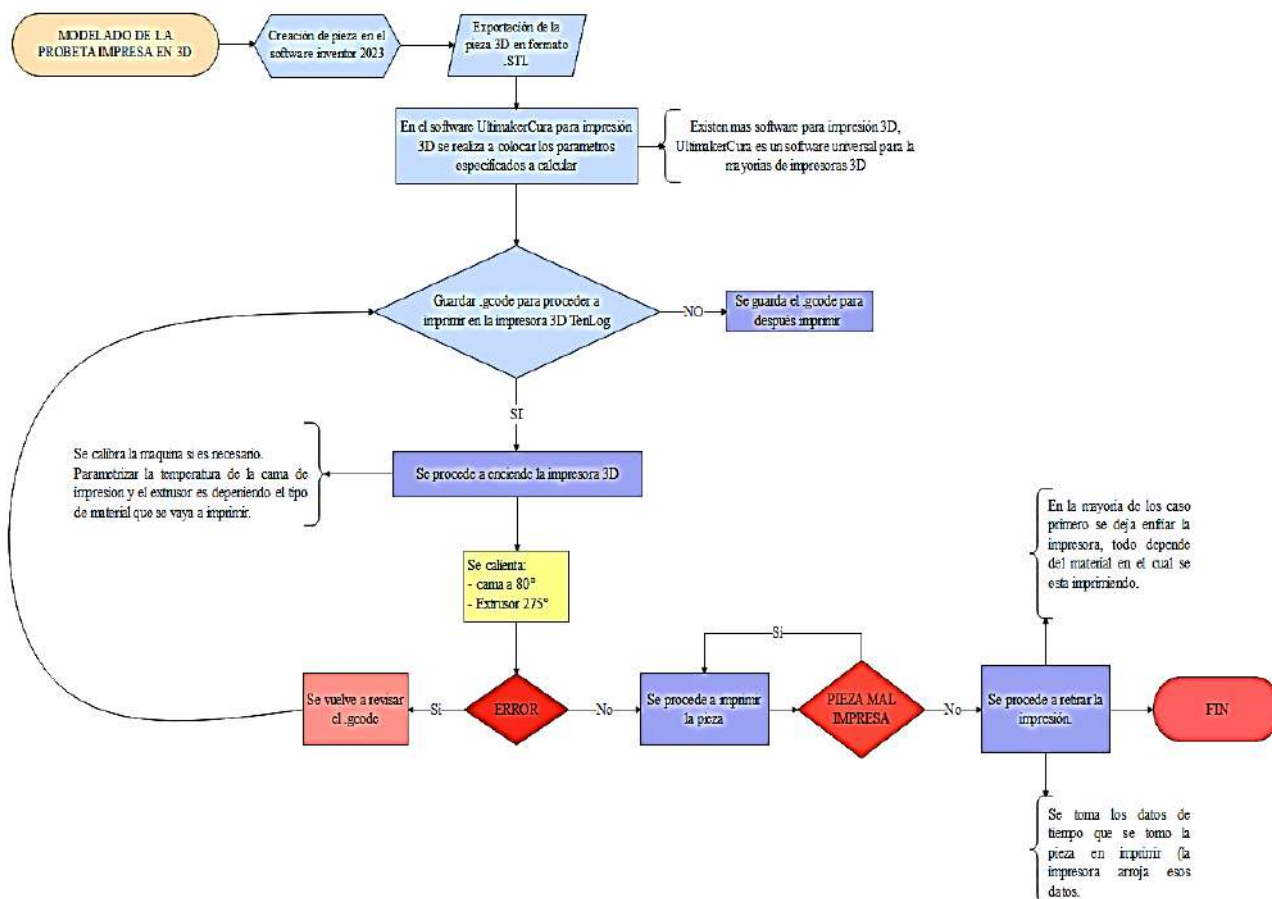 MODELADO DE LA
PROBETA IMPRESA EN 3D
Creación de pieza en el
software inventor 2023
Exportación de la
pieza 3D en formato
.STL
En el software UltimakerCura para impresión
3D se realiza a colocar los parametros
especificados a calcular
Existen mas software para impresión 3D,
UltimakerCura es un software universal para la
mayorias de impresoras 3D
Guardar .gcode para proceder a
imprimir en la impresora 3D TenLog
NO
Se guarda el .gcode para
después imprimir
SI
Se calibra la maquina si es necesario.
Parametrizar la temperatura de la cama de
impresion y el extrusor es depeniendo el tipo
de material que se vaya a imprimir.
Se procede a enciende la impresora 3D
Se calienta:
- cama a 80°
- Extrusor 275°
En la mayoria de los caso
primero se deja enfiar la
impresora, todo depende
del material en el cual se
esta imprimiendo.
Se vuelve a revisar
el .gcode
Si
ERROR
No
Se procede a imprimir
la pieza
Si
PIEZA MAL
IMPRESA
No
Se procede a retirar la
impresión.
FIN
Se toma los datos de
tiempo que se tomo la
pieza en imprimir (la
impresora arroja esos
datos.